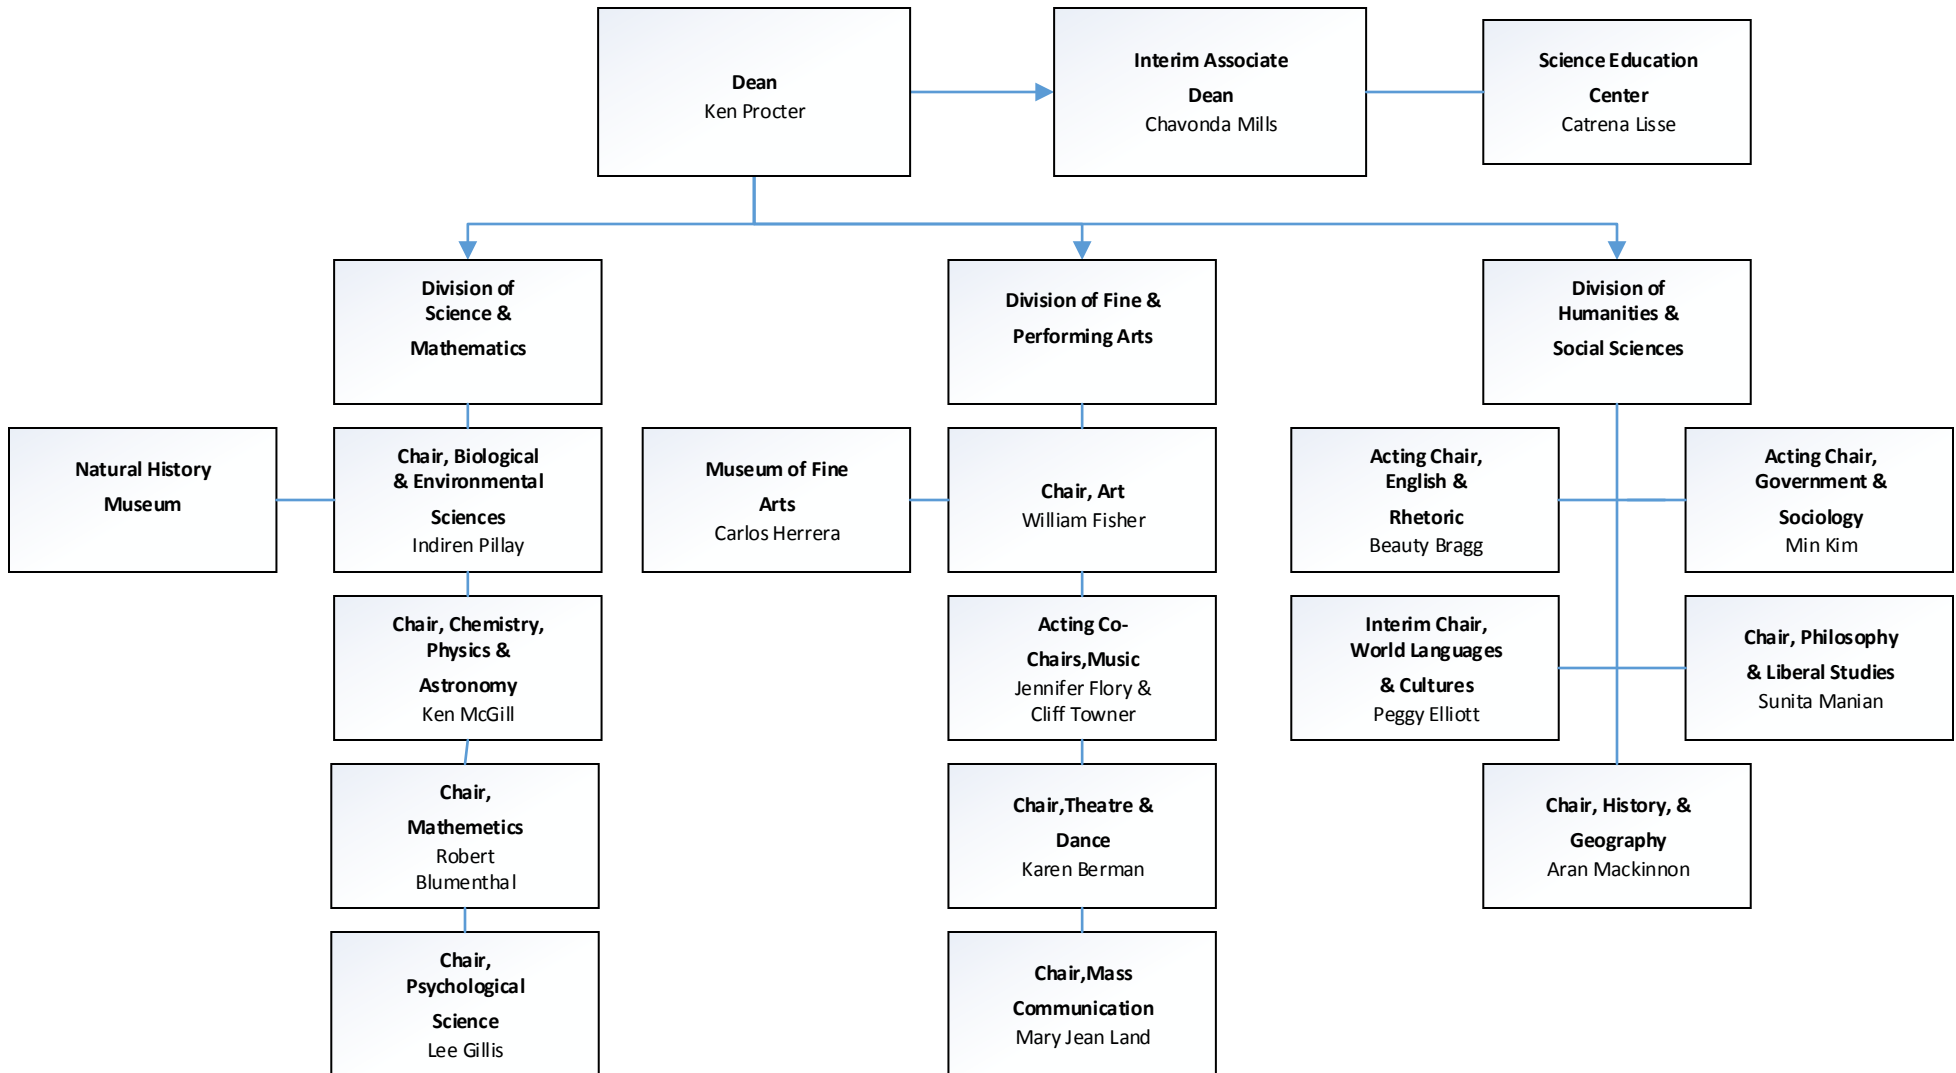 Dean
Ken Procter
Interim Associate
Dean
Chavonda Mills
Science Education
Center
Catrena Lisse
Division of
Science &
Mathematics
Division of Fine &
Performing Arts
Division of
Humanities &
Social Sciences
Natural History
Museum
Chair, Biological
& Environmental
Sciences
Indiren Pillay
Museum of Fine
Arts
Carlos Herrera
Chair, Art
William Fisher
Acting Chair,
English &
Rhetoric
Beauty Bragg
Acting Chair,
Government &
Sociology
Min Kim
Chair, Chemistry,
Physics &
Astronomy
Ken McGill
Acting Co-
Chairs,Music
Jennifer Flory &
Cliff Towner
Interim Chair,
World Languages
& Cultures
Peggy Elliott
Chair, Philosophy
& Liberal Studies
Sunita Manian
Chair,
Mathemetics
Robert
Blumenthal
Chair,Theatre &
Dance
Karen Berman
Chair, History, &
Geography
Aran Mackinnon
Chair,
Psychological
Science
Lee Gillis
Chair,Mass
Communication
Mary Jean Land